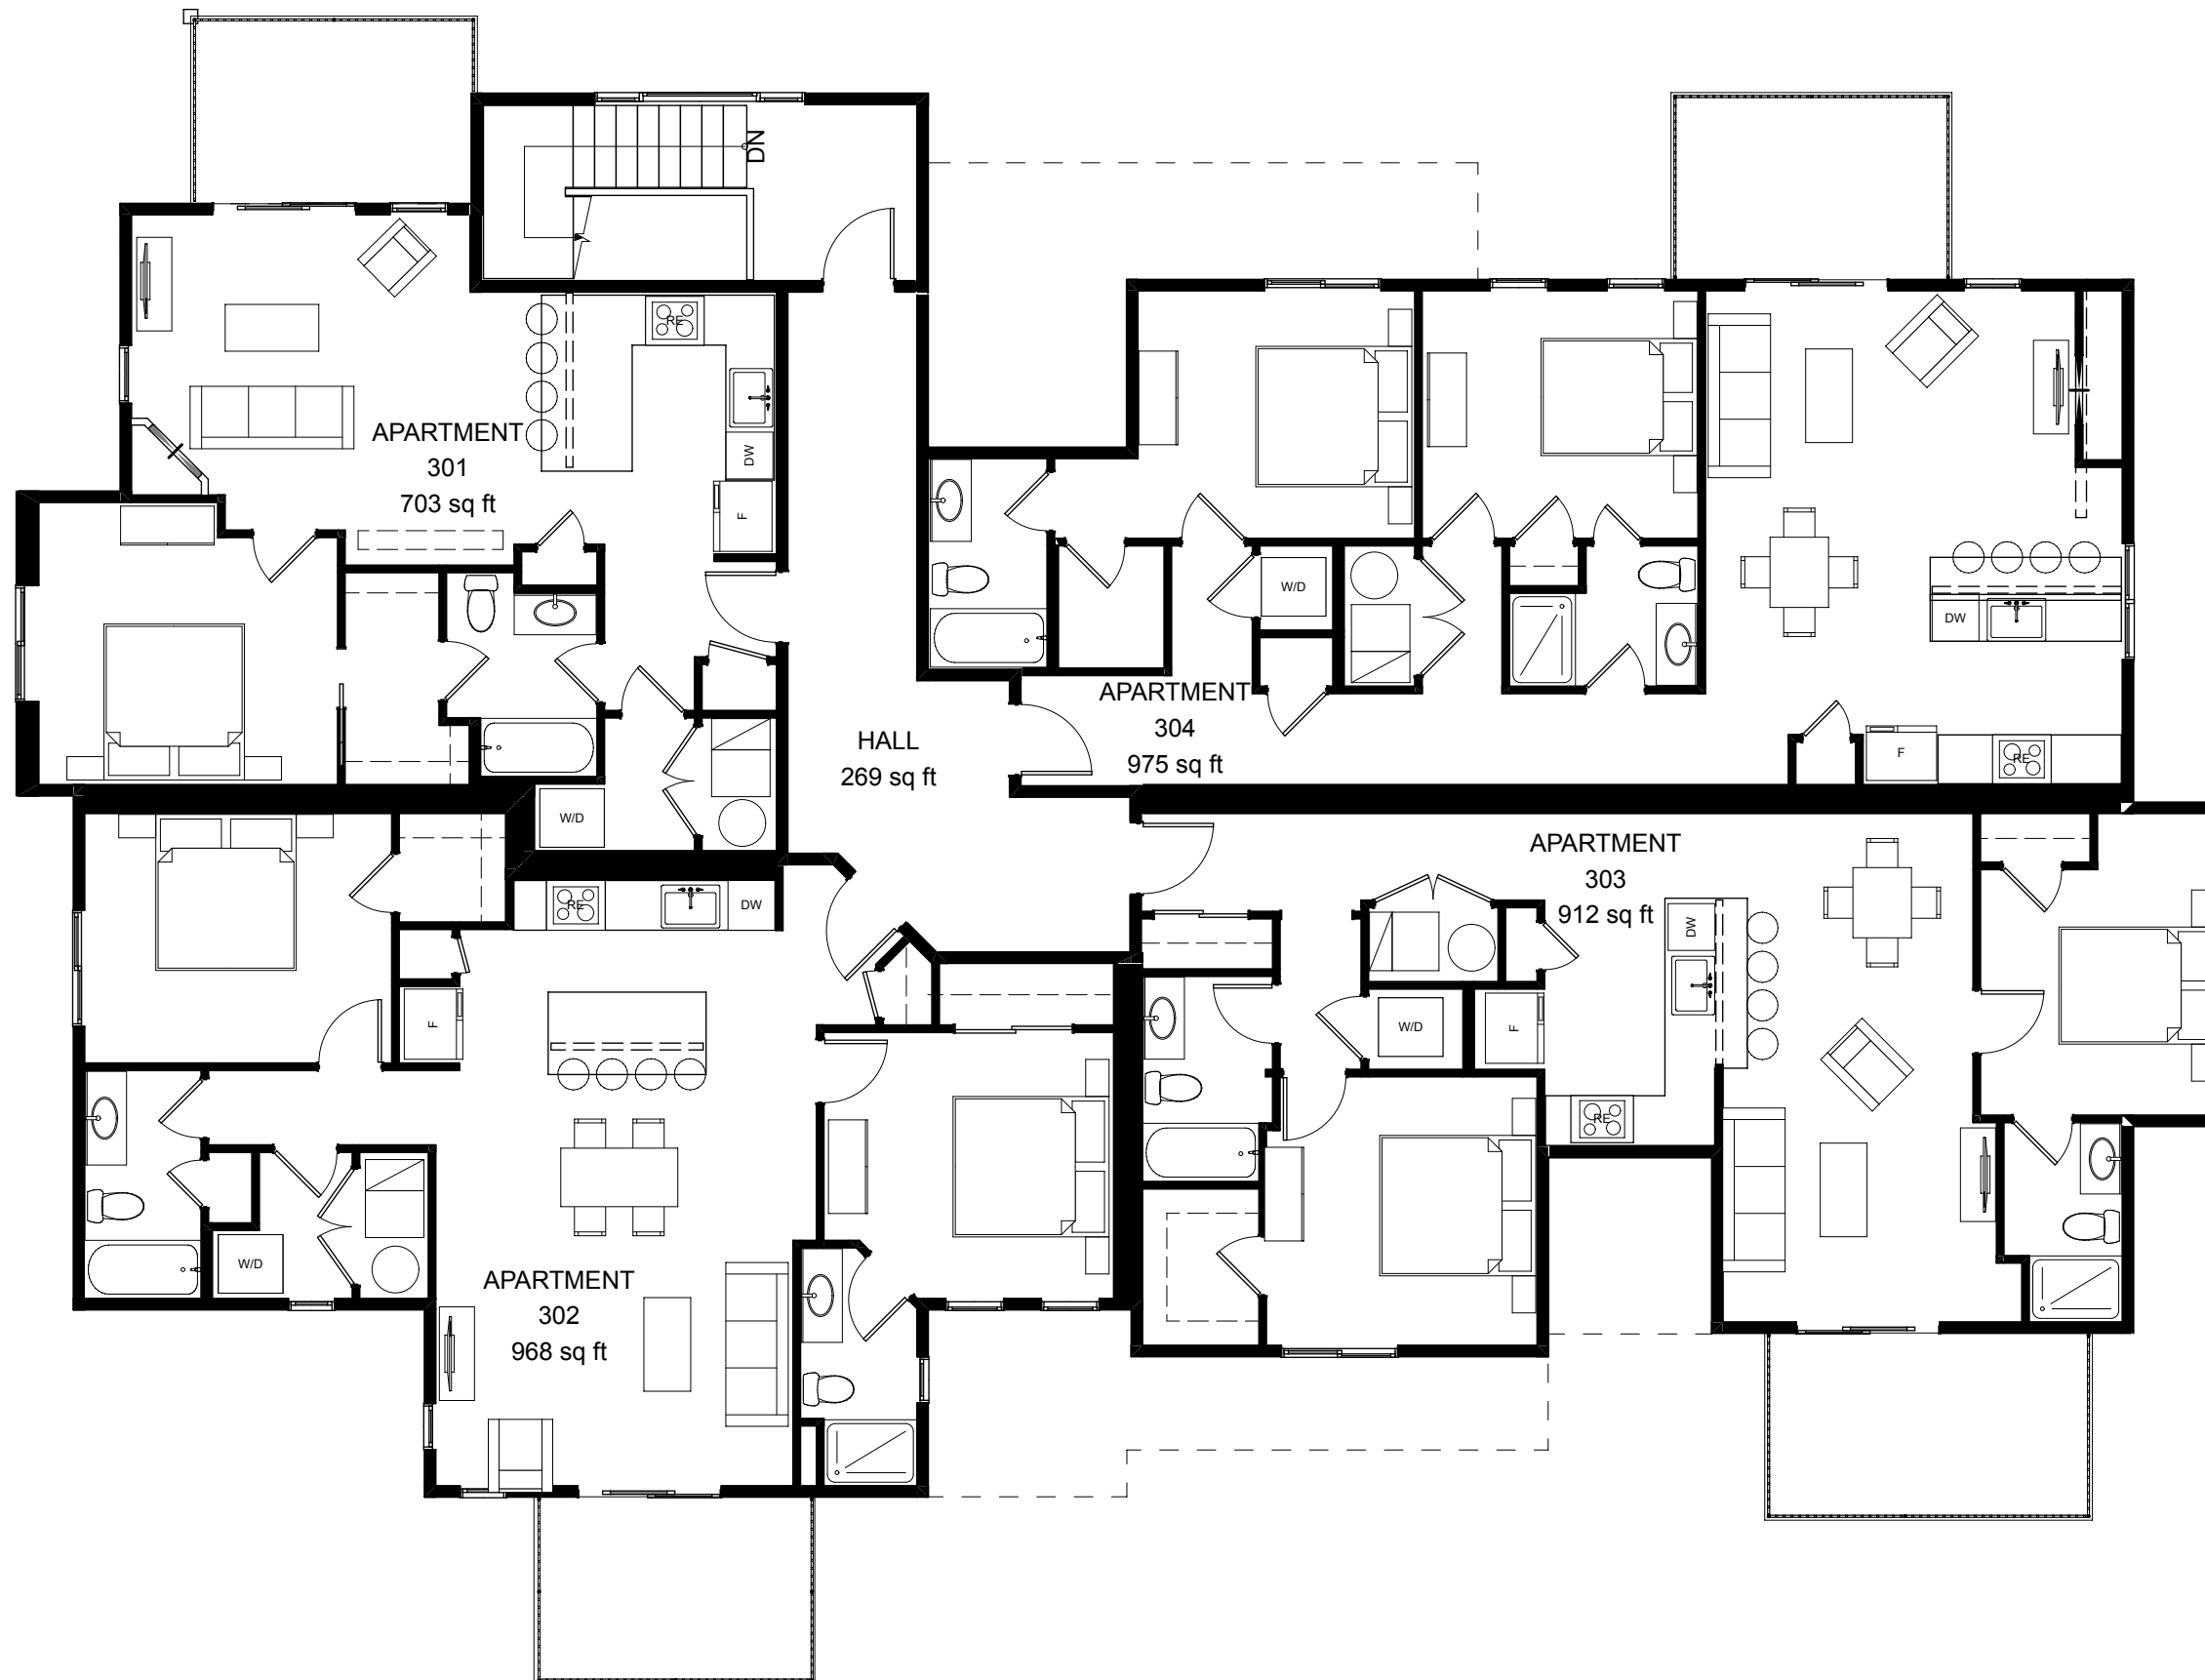 DN
RE
DW
F
APARTMENT
301
703 sq ft
W/D
HALL
269 sq ft
W/D
APARTMENT
304
975 sq ft
DW
F
RE
RE
DW
F
W/D
APARTMENT
302
968 sq ft
APARTMENT
303
912 sq ft
DW
W/D
F
RE